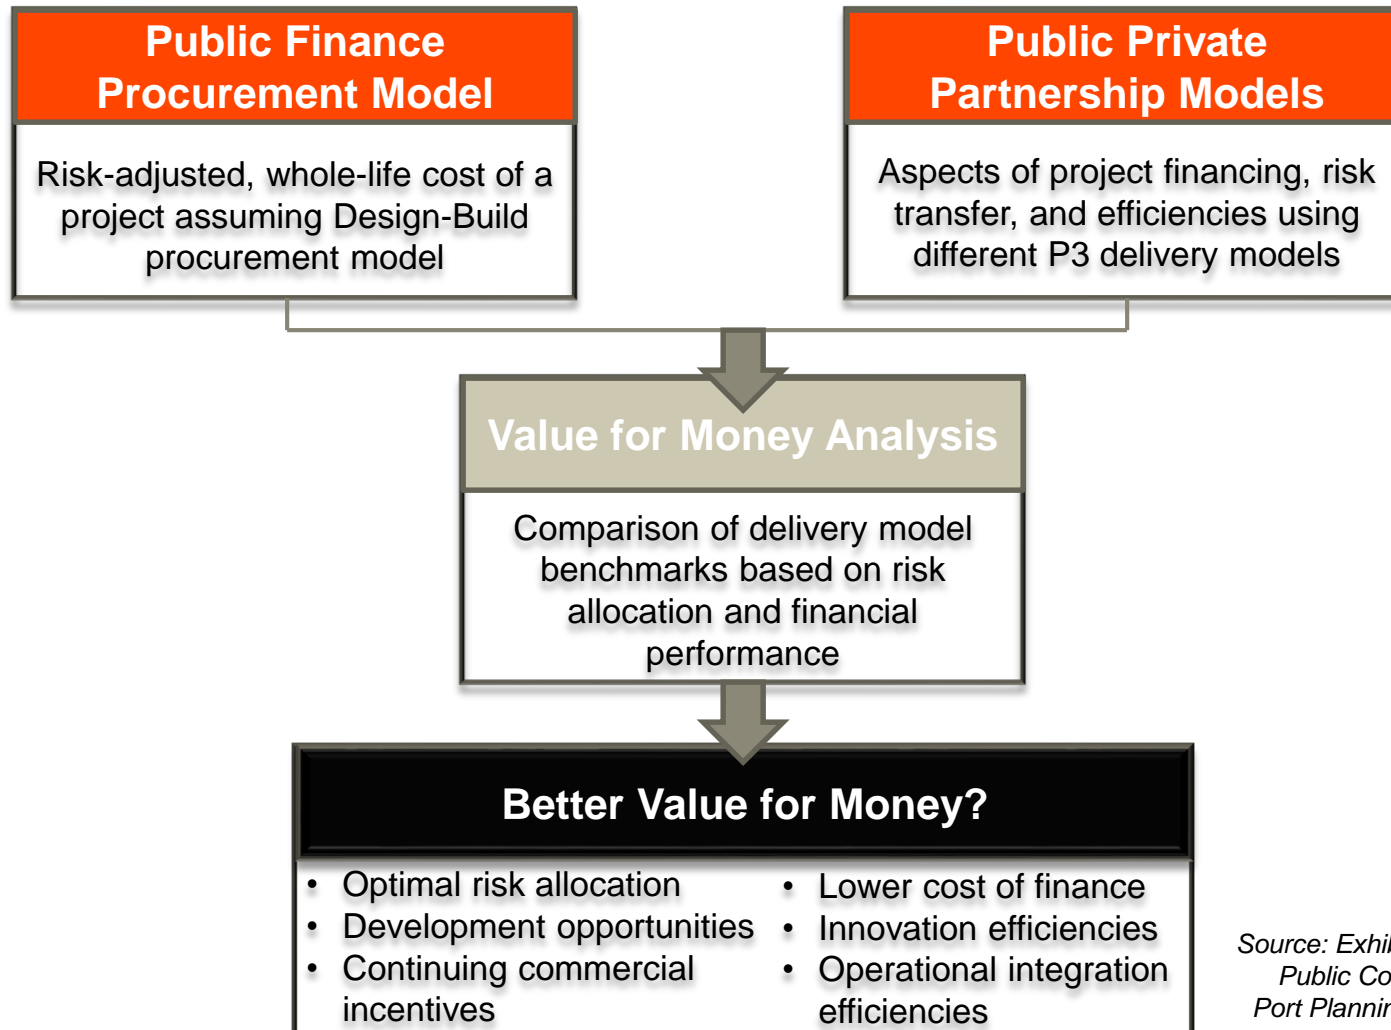 Public Finance
Procurement Model
Risk-adjusted, whole-life cost of a
project assuming Design-Build
procurement model
Public Private
Partnership Models
Aspects of project financing, risk
transfer, and efficiencies using
different P3 delivery models
Value for Money Analysis
Comparison of delivery model
benchmarks based on risk
allocation and financial
performance
Better Value for Money?
• Optimal risk allocation
• Development opportunities
• Continuing commercial
incentives
• Lower cost of finance
• Innovation efficiencies
• Operational integration
efficiencies
Source:
Public
Port